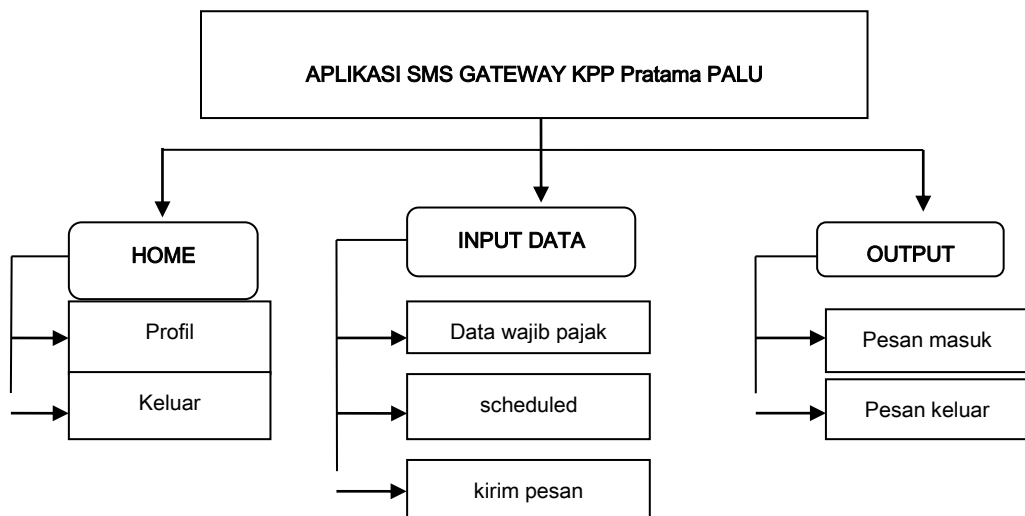 APLIKASI SMS GATEWAY KPP Pratama PALU
HOME
Profil
Keluar
INPUT DATA
Data wajib pajak
scheduled
kirim pesan
OUTPUT
Pesan masuk
Pesan keluar